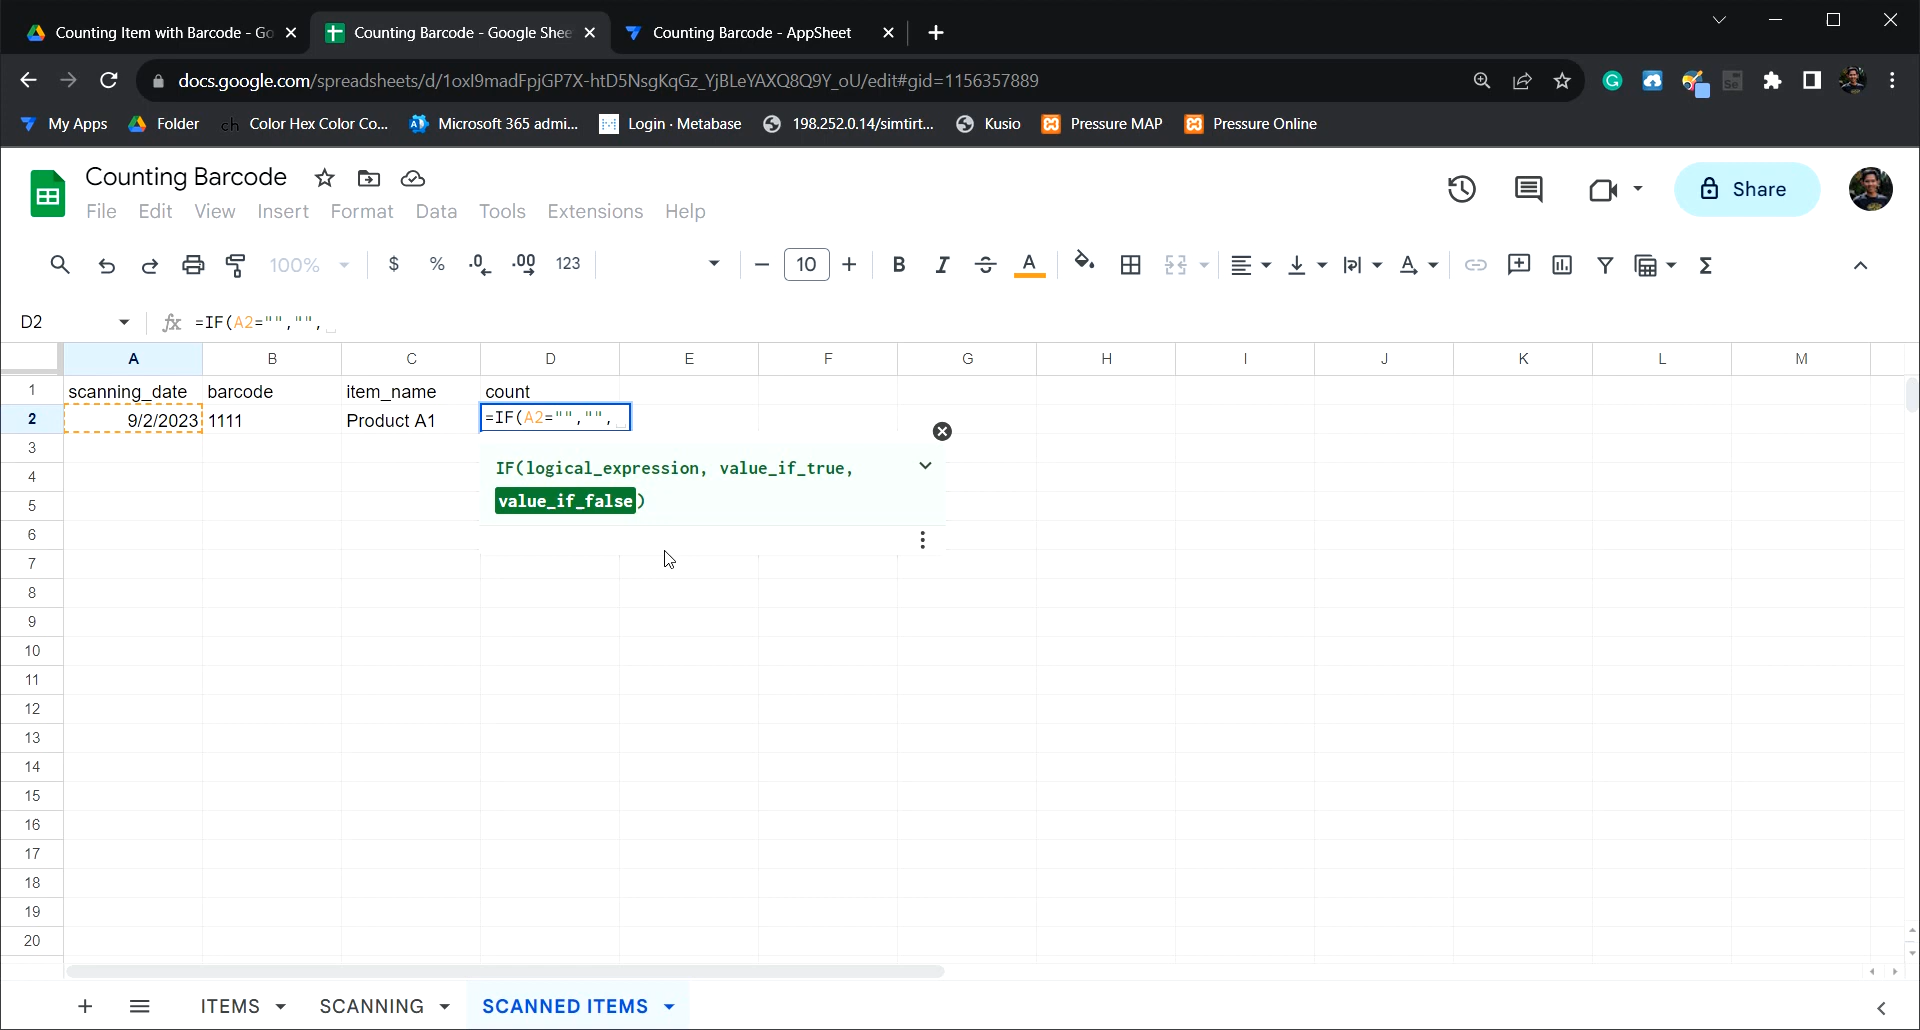 Counting Item with Barcode - Go
Counting Barcode - Google Shee
Counting Barcode - AppSheet
docs.google.com/spreadsheets/d/1oxl9madFpjGP7X-htD5NsgKqGz_YjBLeYAXQ8Q9Y_oU/edit#gid=1156357889
My Apps
Folder
ch Color Hex Color Co...
Microsoft 365 admi...
Login · Metabase
198.252.0.14/simtirt...
Kusio
Pressure MAP
Pressure Online
Counting Barcode
File Edit View Insert Format Data Tools Extensions Help
Share
100% $ % .0 .00 123 10 B I A A Σ
D2 fx =IF(A2="","",
A B C D E F G H I J K L M
1 scanning_date barcode item_name count
2 9/2/2023 1111 Product A1 =IF(A2="","",
3
IF(logical_expression, value_if_true,
4
value_if_false)
5
6
7
8
9
10
11
12
13
14
15
16
17
18
19
20
ITEMS SCANNING SCANNED ITEMS